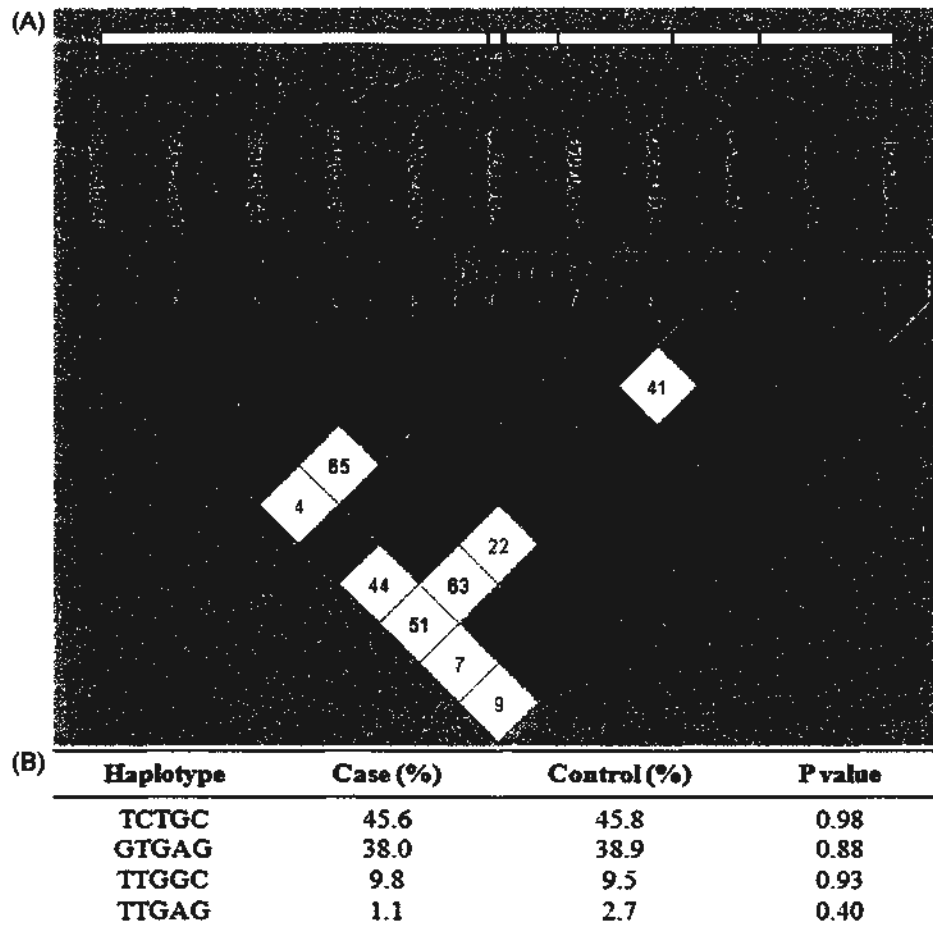 (A)
41
65
4
22
44
63
51
7
9
(B)
Haplotype Case (%) Control (%) P value
TCTGC 45.6 45.8 0.98
GTGAG 38.0 38.9 0.88
TTGGC 9.8 9.5 0.93
TTGAG 1.1 2.7 0.40